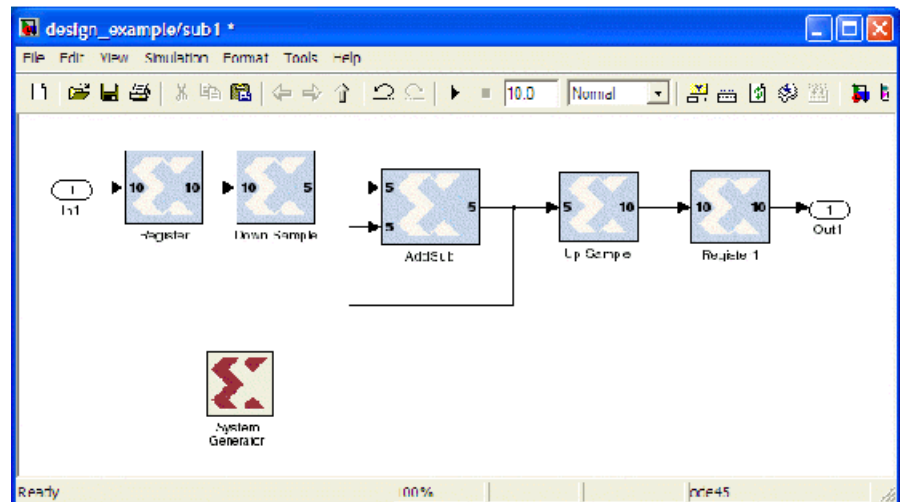 design_example/sub1 *
File Edit View Simulation Format Tools Help
10.0 Normal
1
In1
10 10
Register
10 5
Down Sample
5
5
5
AddSub
5 10
Up Sample
10 10
Register 1
1
Out1
System
Generator
Ready 100% ode45